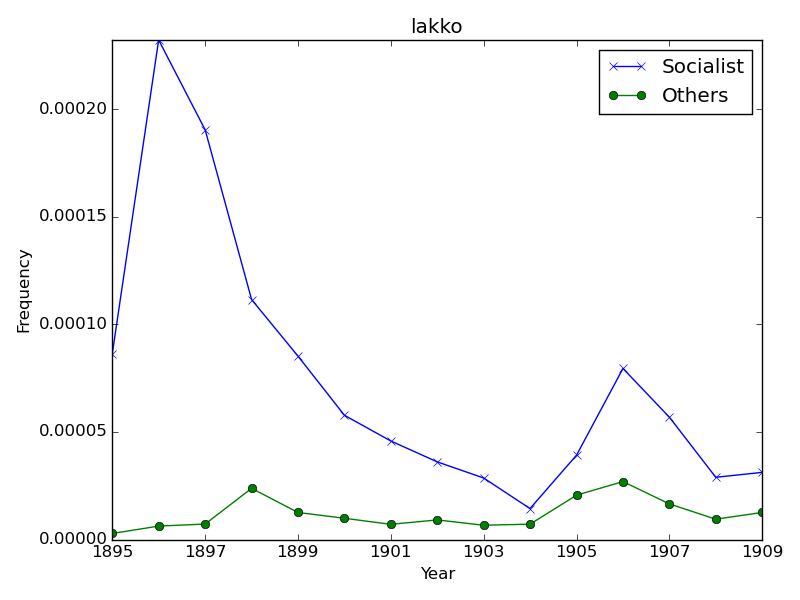 lakko
Socialist
Others
0.00020
0.00015
0.00010
0.00005
0.00000
Frequency
1895 1897 1899 1901 1903 1905 1907 1909
Year